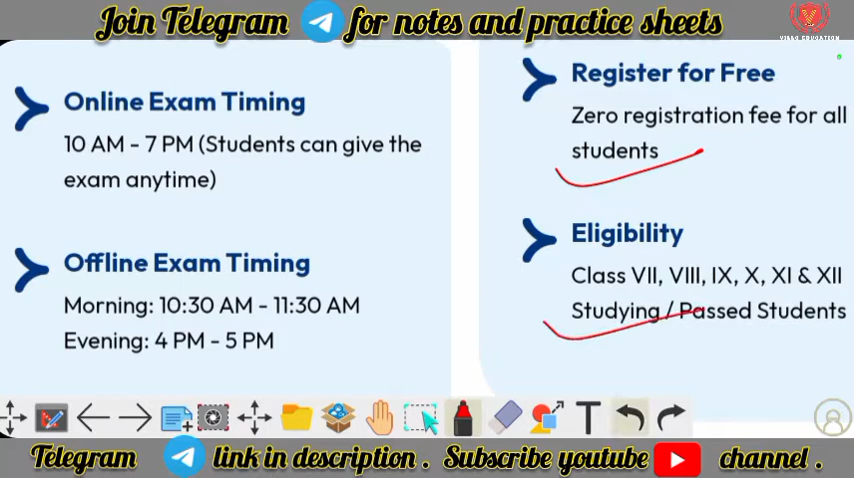 Join Telegram for notes and practice sheets
VIBGO EDUCATION
Online Exam Timing
10 AM - 7 PM (Students can give the
exam anytime)
Offline Exam Timing
Morning: 10:30 AM - 11:30 AM
Evening: 4 PM - 5 PM
Register for Free
Zero registration fee for all
students
Eligibility
Class VII, VIII, IX, X, XI & XII
Studying / Passed Students
Telegram link in description . Subscribe youtube channel .